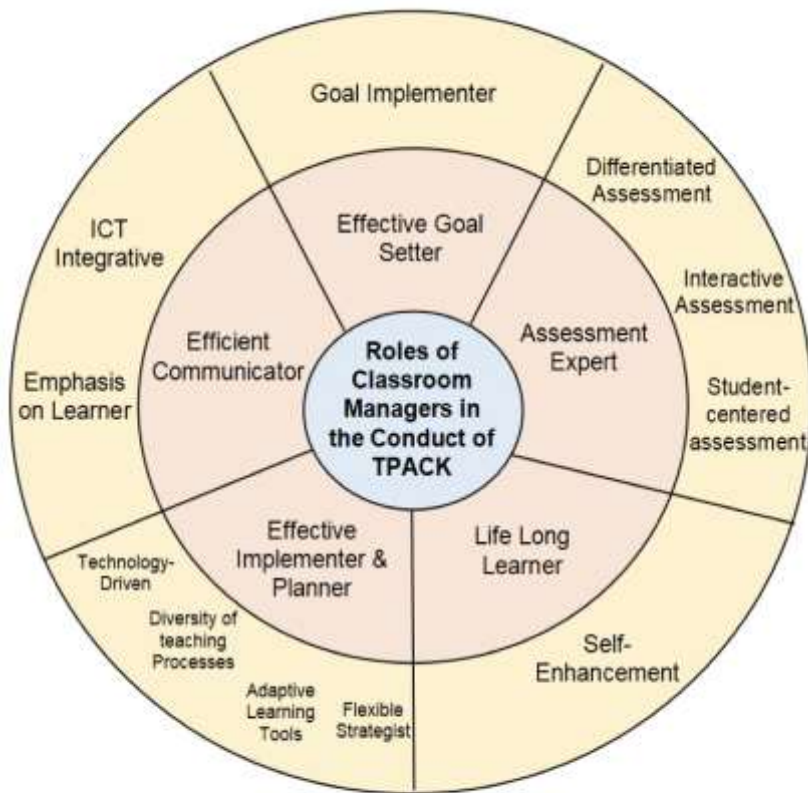 Goal Implementer
Differentiated
Assessment
Effective Goal
Setter
ICT
Integrative
Interactive
Assessment
Efficient
Communicator
Assessment
Expert
Roles of
Classroom
Managers in
the Conduct of
TPACK
Emphasis
on Learner
Student-
centered
assessment
Effective
Implementer &
Planner
Life Long
Learner
Technology-
Driven
Diversity of
teaching
Processes
Adaptive
Learning
Tools
Flexible
Strategist
Self-
Enhancement